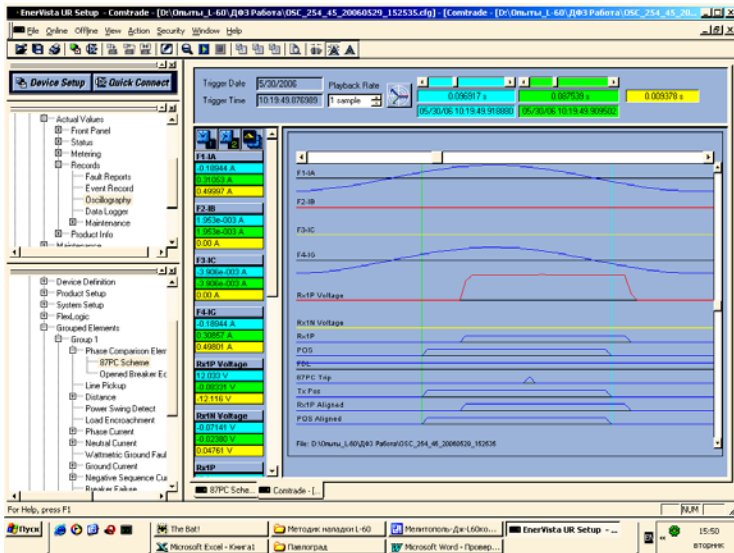 EnerVista UR Setup - Comtrade - [D:\Опыты_L-60\ДФЗ Работа\OSC_254_45_20060529_152535.cfg] - [Comtrade - [D:\Опыты_L-60\ДФЗ Работа\OSC_254_45_20...
File Online Offline View Action Security Window Help
Device Setup Quick Connect
Actual Values
Front Panel
Status
Metering
Records
Fault Reports
Event Record
Oscillography
Data Logger
Maintenance
Product Info
Maintenance
Device Definition
Product Setup
System Setup
FlexLogic
Grouped Elements
Group 1
Phase Comparison Elem
87PC Scheme
Opened Breaker Ec
Line Pickup
Distance
Power Swing Detect
Load Encroachment
Phase Current
Neutral Current
Wattmetric Ground Faul
Ground Current
Negative Sequence Cur
Breaker Failure
Trigger Date 5/30/2006 Playback Rate
Trigger Time 10:19:49.876989 1 sample
0.096917 s 0.087539 s 0.009378 s
05/30/06 10:19:49.918880 05/30/06 10:19:49.909502
F1-IA
-0.18944 A
0.31053 A
0.49997 A
F2-IB
1.953e-003 A
1.953e-003 A
0.00 A
F3-IC
-3.906e-003 A
-3.906e-003 A
0.00 A
F4-IG
-0.18944 A
0.30857 A
0.49801 A
Rx1P Voltage
12.033 V
-0.08331 V
-12.116 V
Rx1N Voltage
-0.07141 V
-0.02380 V
0.04761 V
Rx1P
F1-IA
F2-IB
F3-IC
F4-IG
Rx1P Voltage
Rx1N Voltage
Rx1P
POS
FDL
87PC Trip
Tx Pos
Rx1P Aligned
POS Aligned
File: D:\Опыты_L-60\ДФЗ Работа\OSC_254_45_20060529_152535
87PC Sche... Comtrade - [...
For Help, press F1 NUM
Пуск The Bat! Методик наладки L-60 Мелитополь-Дж-L60ко... EnerVista UR Setup - ... EN 15:50
Microsoft Excel - Книга1 Павлоград Microsoft Word - Провер... вторник